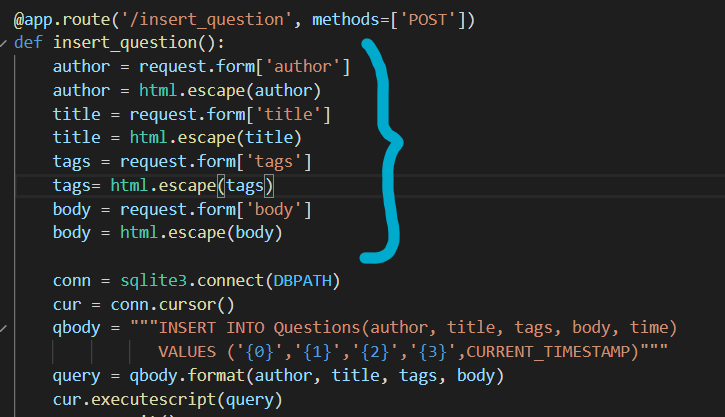 @app.route('/insert_question', methods=['POST'])
def insert_question():
    author = request.form['author']
    author = html.escape(author)
    title = request.form['title']
    title = html.escape(title)
    tags = request.form['tags']
    tags= html.escape(tags)
    body = request.form['body']
    body = html.escape(body)
    conn = sqlite3.connect(DBPATH)
    cur = conn.cursor()
    qbody = """INSERT INTO Questions(author, title, tags, body, time)
              VALUES ('{0}','{1}','{2}','{3}',CURRENT_TIMESTAMP)"""
    query = qbody.format(author, title, tags, body)
    cur.executescript(query)